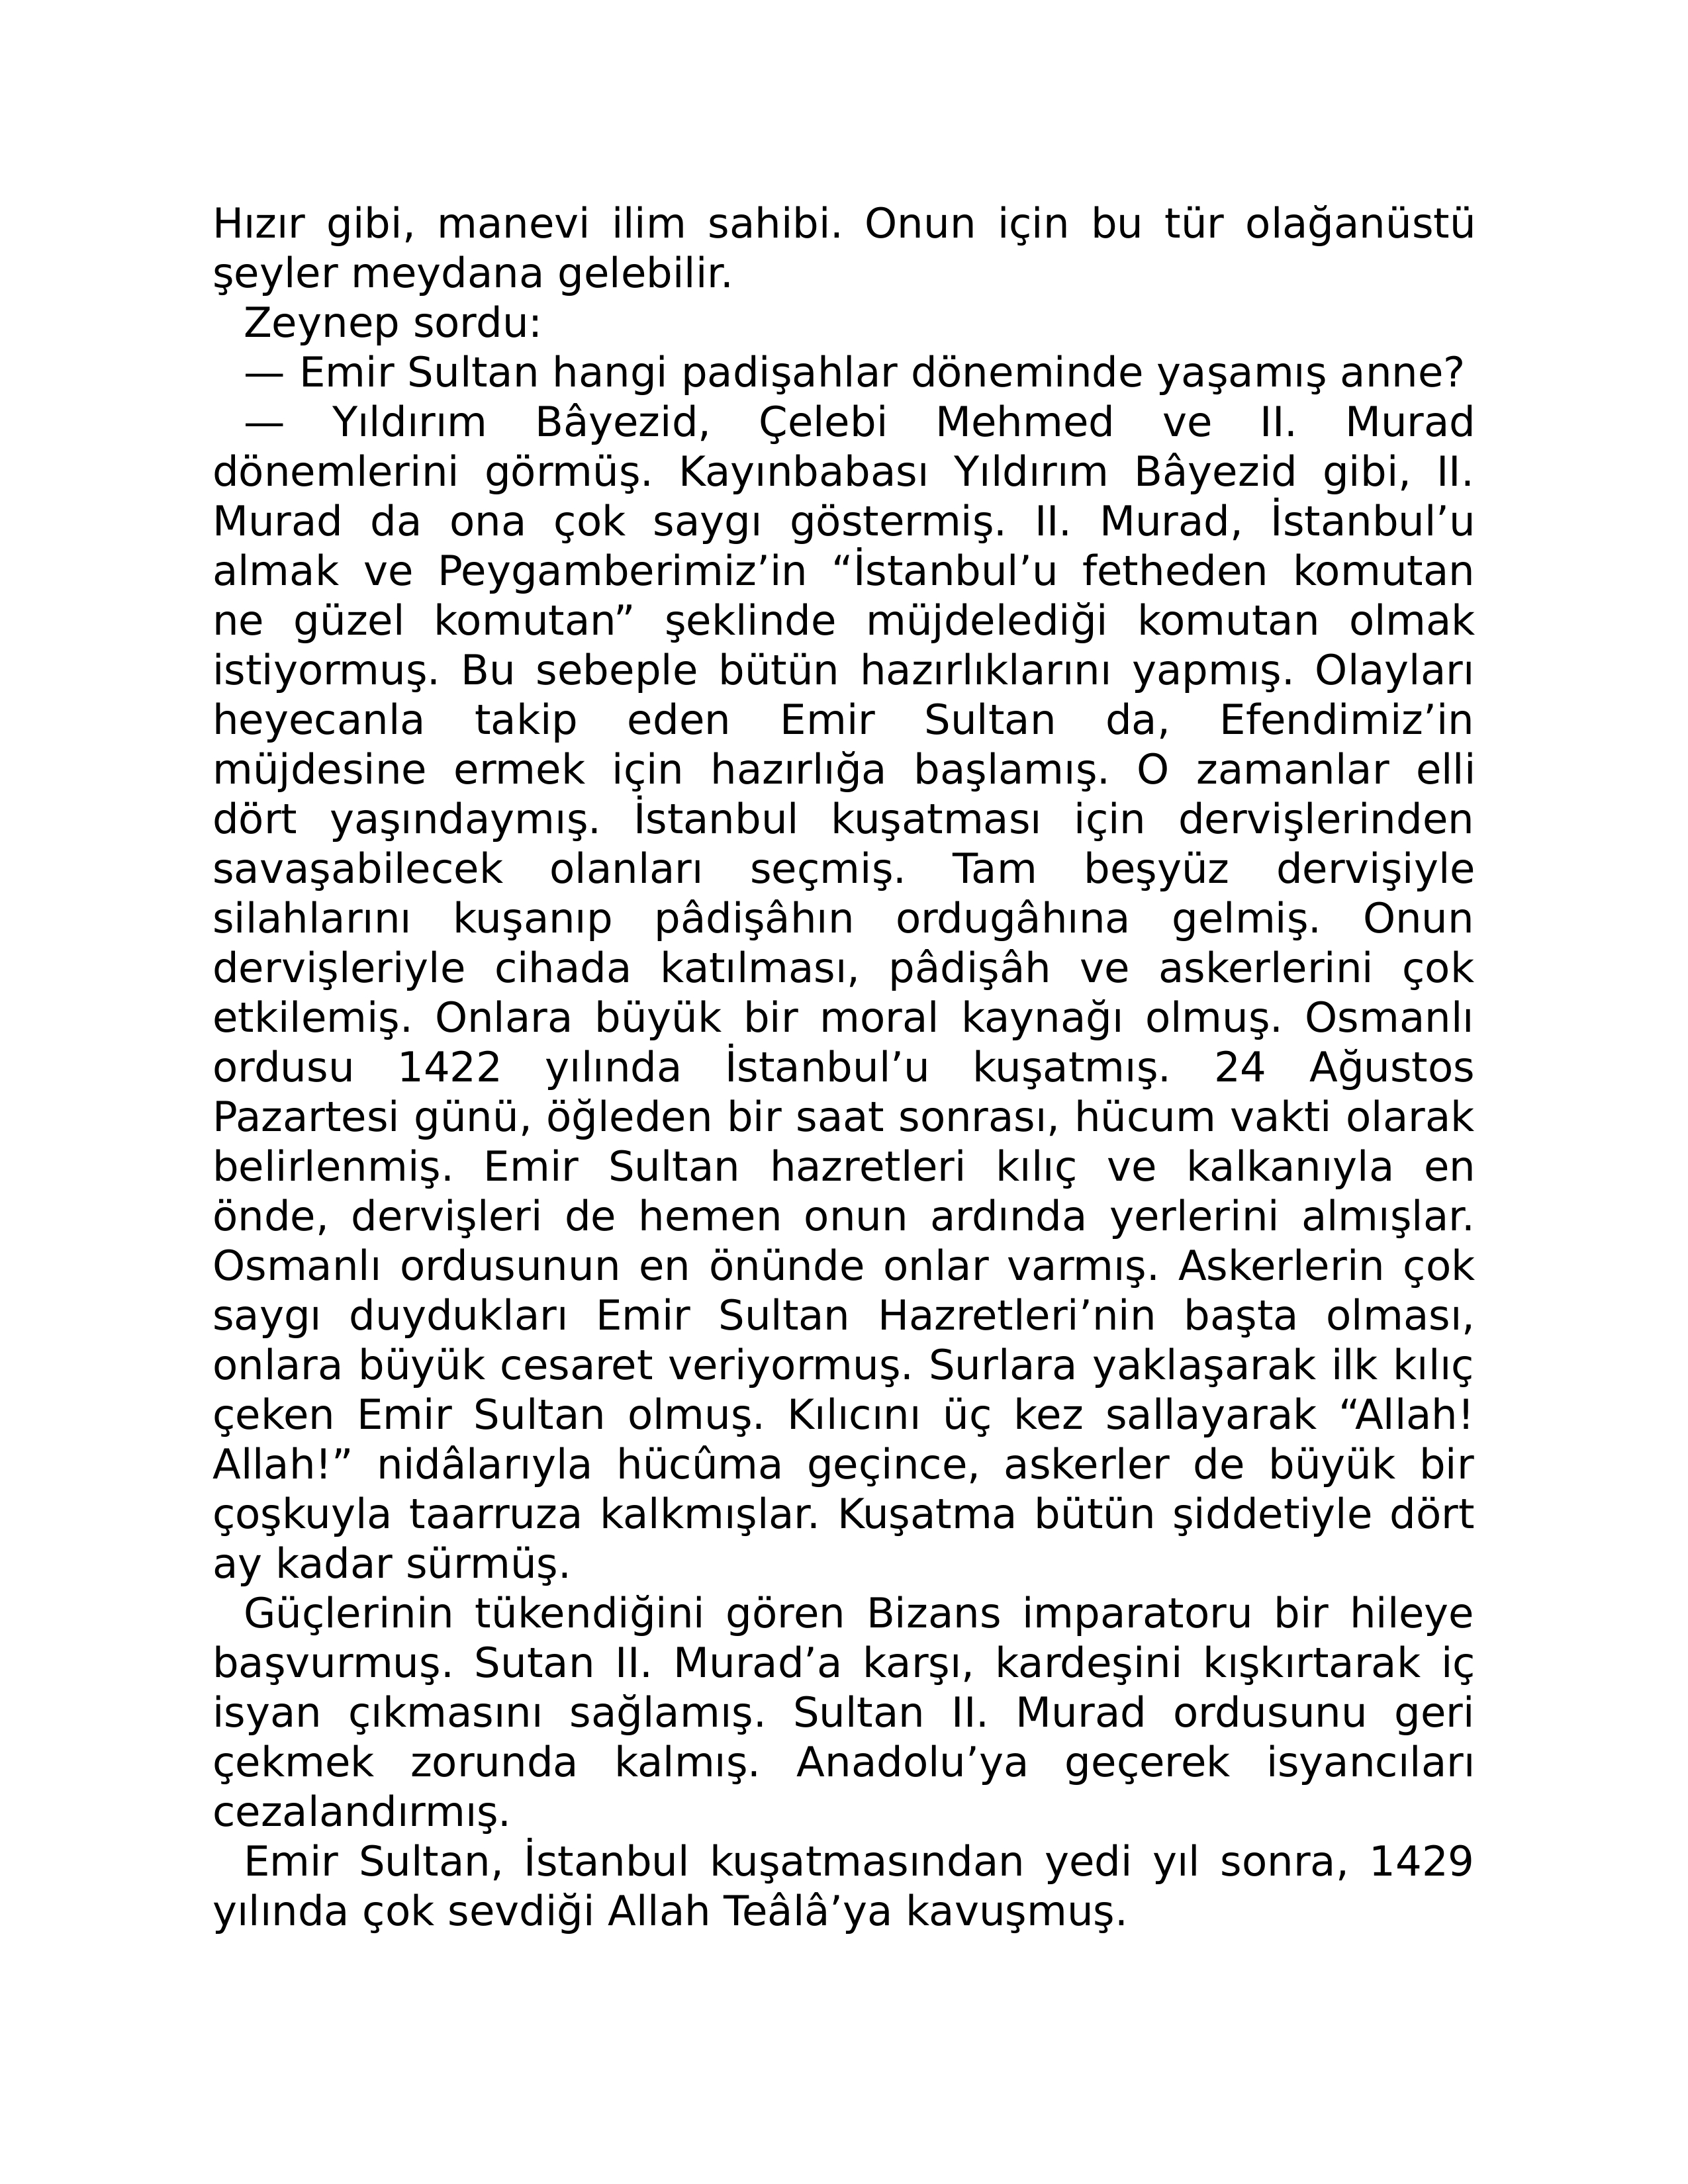 Hızır gibi, manevi ilim sahibi. Onun için bu tür olağanüstü
şeyler meydana gelebilir.
Zeynep sordu:
— Emir Sultan hangi padişahlar döneminde yaşamış anne?
— Yıldırım Bâyezid, Çelebi Mehmed ve II. Murad
dönemlerini görmüş. Kayınbabası Yıldırım Bâyezid gibi, II.
Murad da ona çok saygı göstermiş. II. Murad, İstanbul’u
almak ve Peygamberimiz’in “İstanbul’u fetheden komutan
ne güzel komutan” şeklinde müjdelediği komutan olmak
istiyormuş. Bu sebeple bütün hazırlıklarını yapmış. Olayları
heyecanla takip eden Emir Sultan da, Efendimiz’in
müjdesine ermek için hazırlığa başlamış. O zamanlar elli
dört yaşındaymış. İstanbul kuşatması için dervişlerinden
savaşabilecek olanları seçmiş. Tam beşyüz dervişiyle
silahlarını kuşanıp pâdişâhın ordugâhına gelmiş. Onun
dervişleriyle cihada katılması, pâdişâh ve askerlerini çok
etkilemiş. Onlara büyük bir moral kaynağı olmuş. Osmanlı
ordusu 1422 yılında İstanbul’u kuşatmış. 24 Ağustos
Pazartesi günü, öğleden bir saat sonrası, hücum vakti olarak
belirlenmiş. Emir Sultan hazretleri kılıç ve kalkanıyla en
önde, dervişleri de hemen onun ardında yerlerini almışlar.
Osmanlı ordusunun en önünde onlar varmış. Askerlerin çok
saygı duydukları Emir Sultan Hazretleri’nin başta olması,
onlara büyük cesaret veriyormuş. Surlara yaklaşarak ilk kılıç
çeken Emir Sultan olmuş. Kılıcını üç kez sallayarak “Allah!
Allah!” nidâlarıyla hücûma geçince, askerler de büyük bir
çoşkuyla taarruza kalkmışlar. Kuşatma bütün şiddetiyle dört
ay kadar sürmüş.
Güçlerinin tükendiğini gören Bizans imparatoru bir hileye
başvurmuş. Sutan II. Murad’a karşı, kardeşini kışkırtarak iç
isyan çıkmasını sağlamış. Sultan II. Murad ordusunu geri
çekmek zorunda kalmış. Anadolu’ya geçerek isyancıları
cezalandırmış.
Emir Sultan, İstanbul kuşatmasından yedi yıl sonra, 1429
yılında çok sevdiği Allah Teâlâ’ya kavuşmuş.